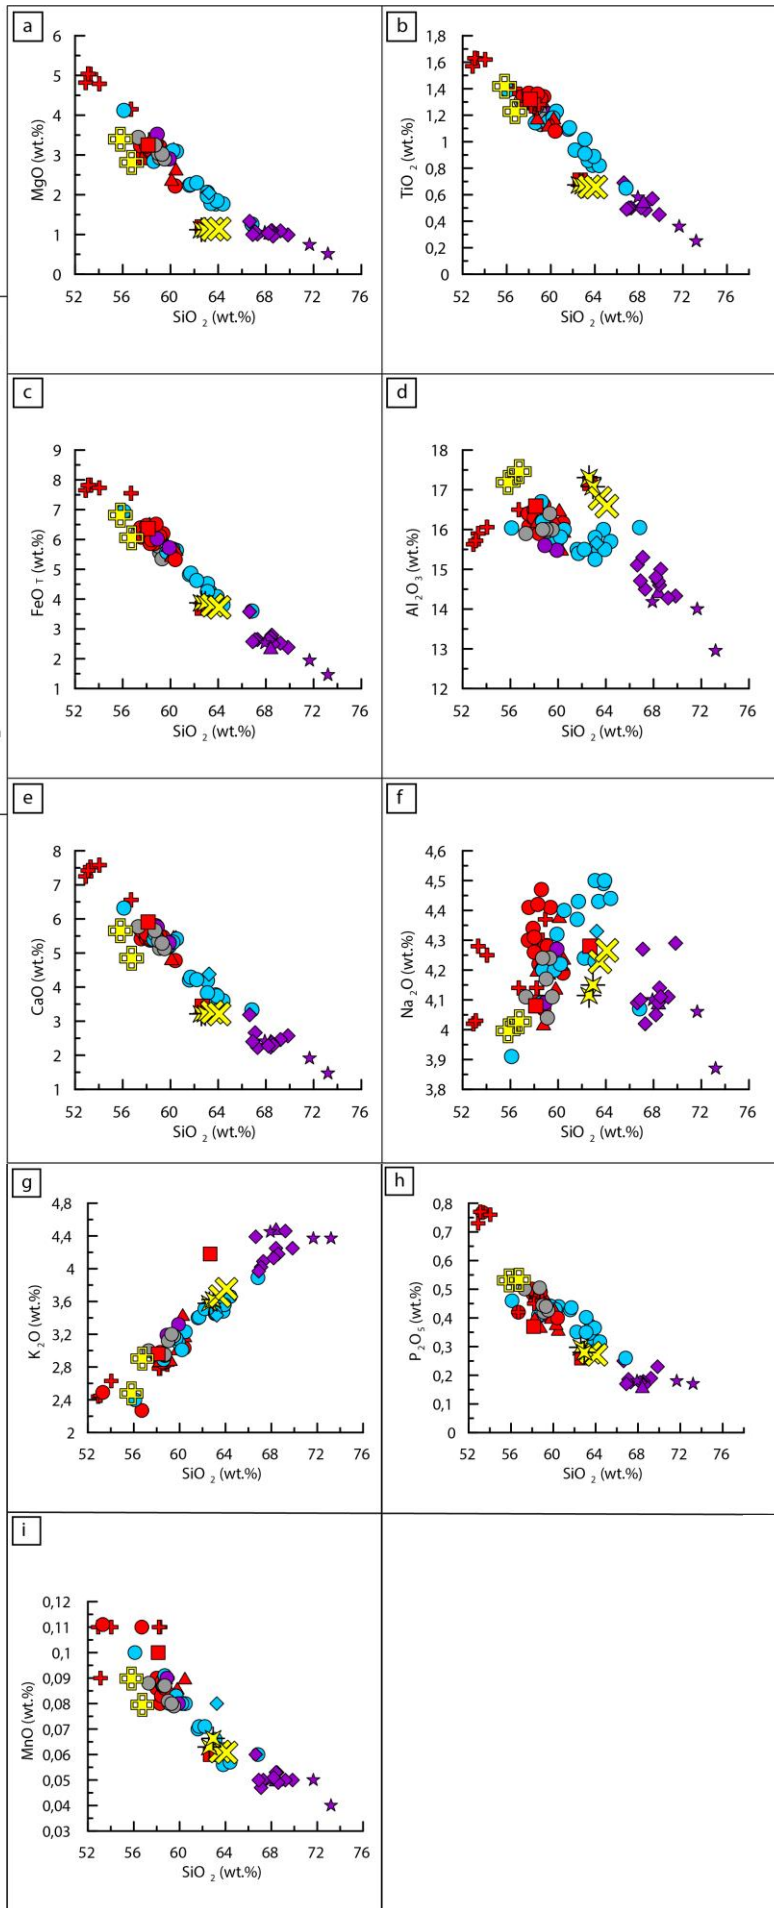 a
6
5
4
3
2
1
0
MgO (wt.%)
52 56 60 64 68 72 76
SiO 2 (wt.%)
b
1,8
1,6
1,4
1,2
1
0,8
0,6
0,4
0,2
0
TiO 2 (wt.%)
52 56 60 64 68 72 76
SiO 2 (wt.%)
c
9
8
7
6
5
4
3
2
1
FeO T (wt.%)
52 56 60 64 68 72 76
SiO 2 (wt.%)
d
18
17
16
15
14
13
12
Al2O3 (wt.%)
52 56 60 64 68 72 76
SiO 2 (wt.%)
e
8
7
6
5
4
3
2
1
CaO (wt.%)
52 56 60 64 68 72 76
SiO 2 (wt.%)
f
4,6
4,5
4,4
4,3
4,2
4,1
4
3,9
3,8
Na2O (wt.%)
52 56 60 64 68 72 76
SiO 2 (wt.%)
g
4,8
4,4
4
3,6
3,2
2,8
2,4
2
K2O (wt.%)
52 56 60 64 68 72 76
SiO 2 (wt.%)
h
0,8
0,7
0,6
0,5
0,4
0,3
0,2
0,1
0
P2O5 (wt.%)
52 56 60 64 68 72 76
SiO 2 (wt.%)
i
0,12
0,11
0,1
0,09
0,08
0,07
0,06
0,05
0,04
0,03
MnO (wt.%)
52 56 60 64 68 72 76
SiO 2 (wt.%)